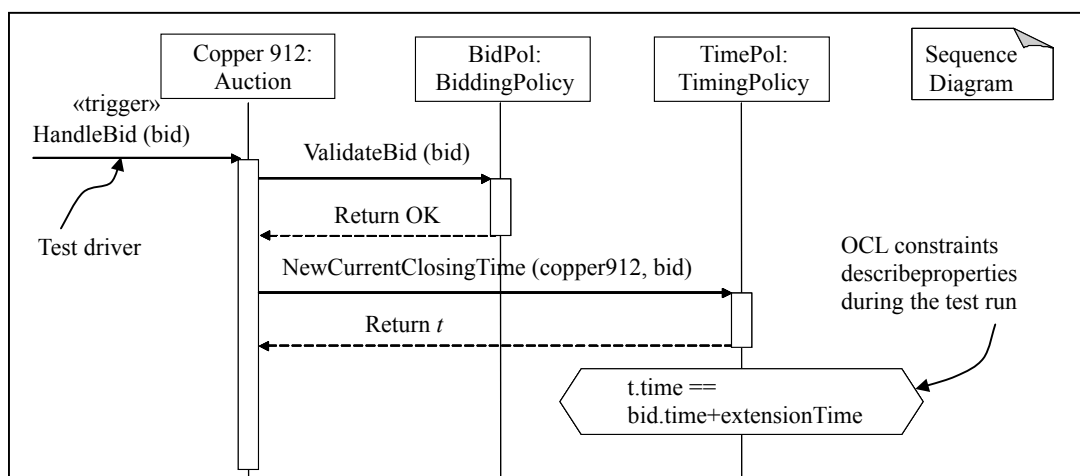 Copper 912:
Auction
BidPol:
BiddingPolicy
TimePol:
TimingPolicy
Sequence
Diagram
«trigger»
HandleBid (bid)
ValidateBid (bid)
Return OK
Test driver
NewCurrentClosingTime (copper912, bid)
Return t
OCL constraints
describeproperties
during the test run
t.time ==
bid.time+extensionTime